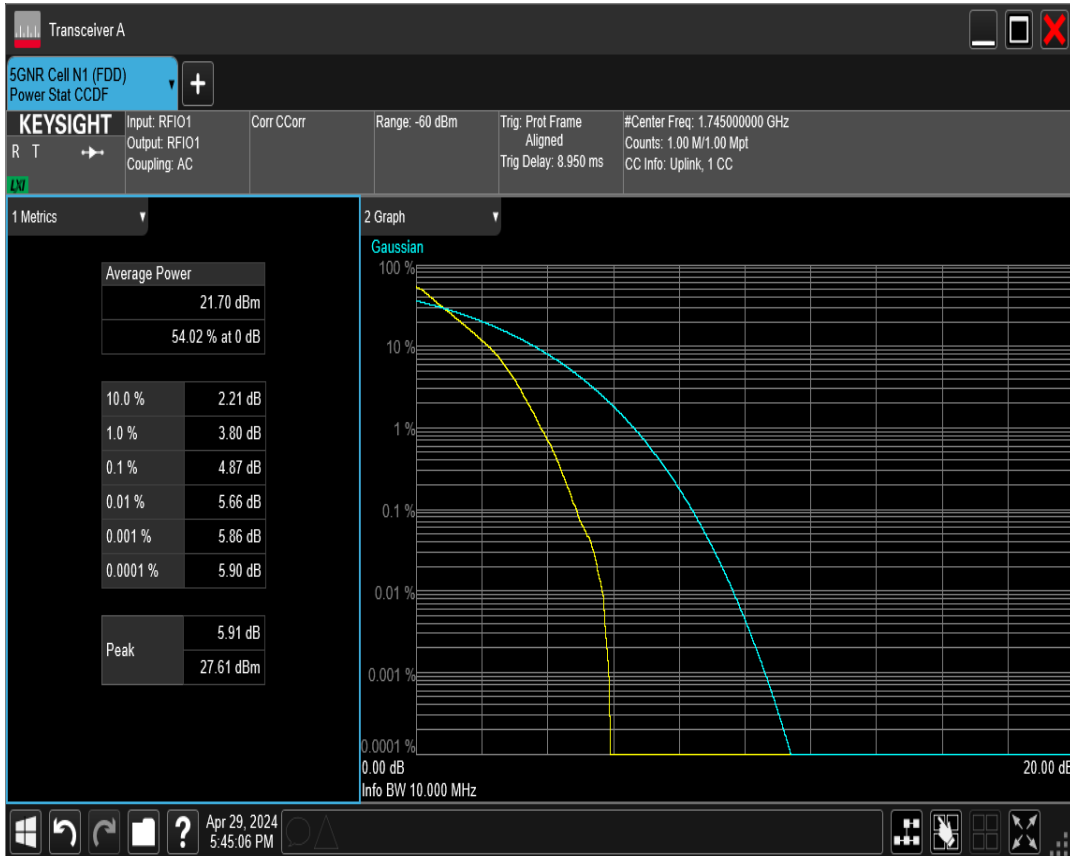 Transceiver A
5GNR Cell N1 (FDD)
Power Stat CCDF
+
KEYSIGHT
R T
LXI
Input: RFIO1
Output: RFIO1
Coupling: AC
Corr CCorr
Range: -60 dBm
Trig: Prot Frame
Aligned
Trig Delay: 8.950 ms
#Center Freq: 1.745000000 GHz
Counts: 1.00 M/1.00 Mpt
CC Info: Uplink, 1 CC
1 Metrics
Average Power
21.70 dBm
54.02 % at 0 dB
10.0 % 2.21 dB
1.0 % 3.80 dB
0.1 % 4.87 dB
0.01 % 5.66 dB
0.001 % 5.86 dB
0.0001 % 5.90 dB
Peak
5.91 dB
27.61 dBm
2 Graph
Gaussian
100 %
10 %
1 %
0.1 %
0.01 %
0.001 %
0.0001 %
0.00 dB
20.00 dB
Info BW 10.000 MHz
?
Apr 29, 2024
5:45:06 PM